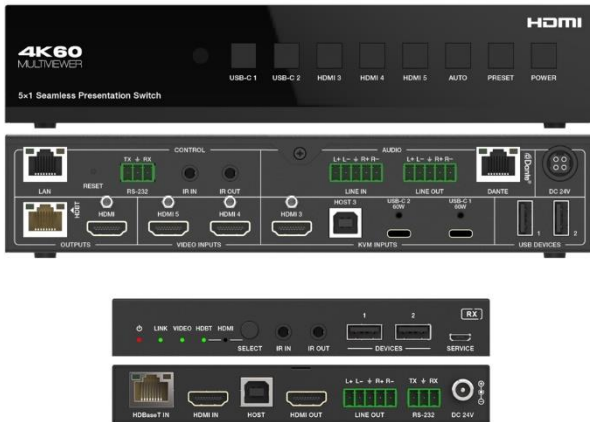 HDMI
4K60
MULTIVIEWER
USB-C 1 USB-C 2 HDMI 3 HDMI 4 HDMI 5 AUTO PRESET POWER
5×1 Seamless Presentation Switch
CONTROL AUDIO
TX RX L+ L- R+ R- L+ L- R+ R- Dante®
LAN RESET RS-232 IR IN IR OUT LINE IN LINE OUT DANTE DC 24V
HDBT HDMI HDMI 5 HDMI 4 HDMI 3 HOST 3 USB-C 2 60W USB-C 1 60W
1 2
OUTPUTS VIDEO INPUTS KVM INPUTS USB DEVICES
1 2 RX
LINK VIDEO HDBT HDMI
SELECT IR IN IR OUT DEVICES SERVICE
L+ L- R+ R- TX RX
HDBaseT IN HDMI IN HOST HDMI OUT LINE OUT RS-232 DC 24V